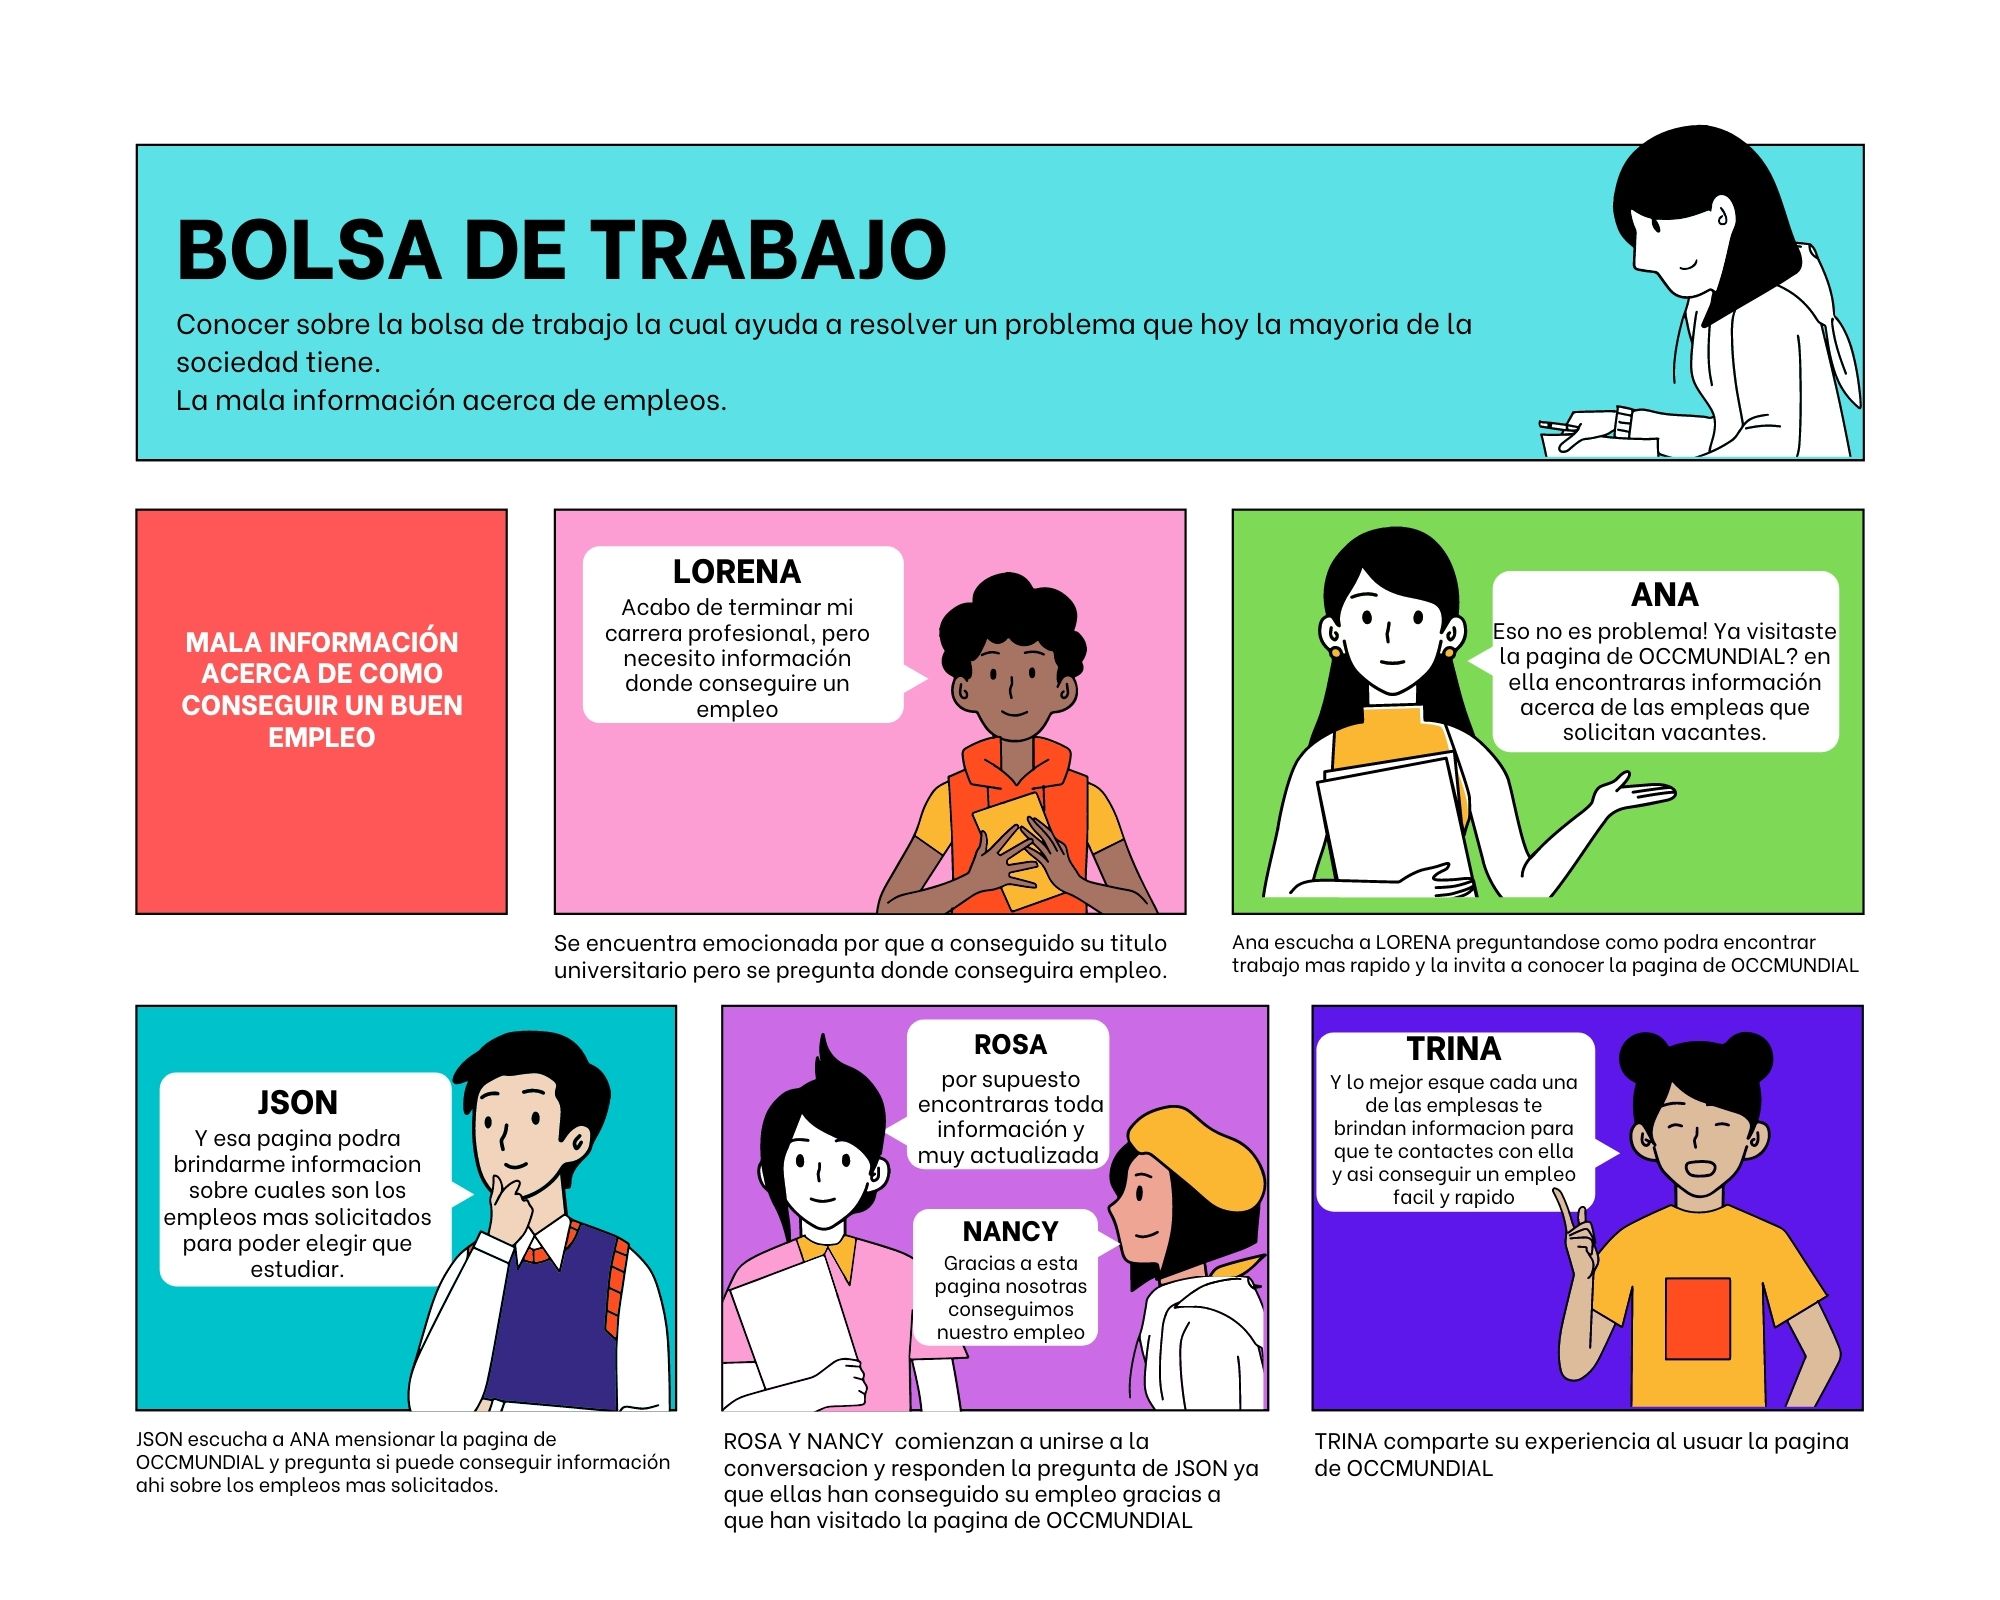 BOLSA DE TRABAJO
Conocer sobre la bolsa de trabajo la cual ayuda a resolver un problema que hoy la mayoria de la
sociedad tiene.
La mala información acerca de empleos.
MALA INFORMACIÓN
ACERCA DE COMO
CONSEGUIR UN BUEN
EMPLEO
LORENA
Acabo de terminar mi
carrera profesional, pero
necesito información
donde conseguire un
empleo
Se encuentra emocionada por que a conseguido su titulo
universitario pero se pregunta donde conseguira empleo.
ANA
Eso no es problema! Ya visitaste
la pagina de OCCMUNDIAL? en
ella encontraras información
acerca de las empleas que
solicitan vacantes.
Ana escucha a LORENA preguntandose como podra encontrar
trabajo mas rapido y la invita a conocer la pagina de OCCMUNDIAL
JSON
Y esa pagina podra
brindarme informacion
sobre cuales son los
empleos mas solicitados
para poder elegir que
estudiar.
JSON escucha a ANA mensionar la pagina de
OCCMUNDIAL y pregunta si puede conseguir información
ahi sobre los empleos mas solicitados.
ROSA
por supuesto
encontraras toda
información y
muy actualizada
NANCY
Gracias a esta
pagina nosotras
conseguimos
nuestro empleo
ROSA Y NANCY  comienzan a unirse a la
conversacion y responden la pregunta de JSON ya
que ellas han conseguido su empleo gracias a
que han visitado la pagina de OCCMUNDIAL
TRINA
Y lo mejor esque cada una
de las emplesas te
brindan informacion para
que te contactes con ella
y asi conseguir un empleo
facil y rapido
TRINA comparte su experiencia al usuar la pagina
de OCCMUNDIAL